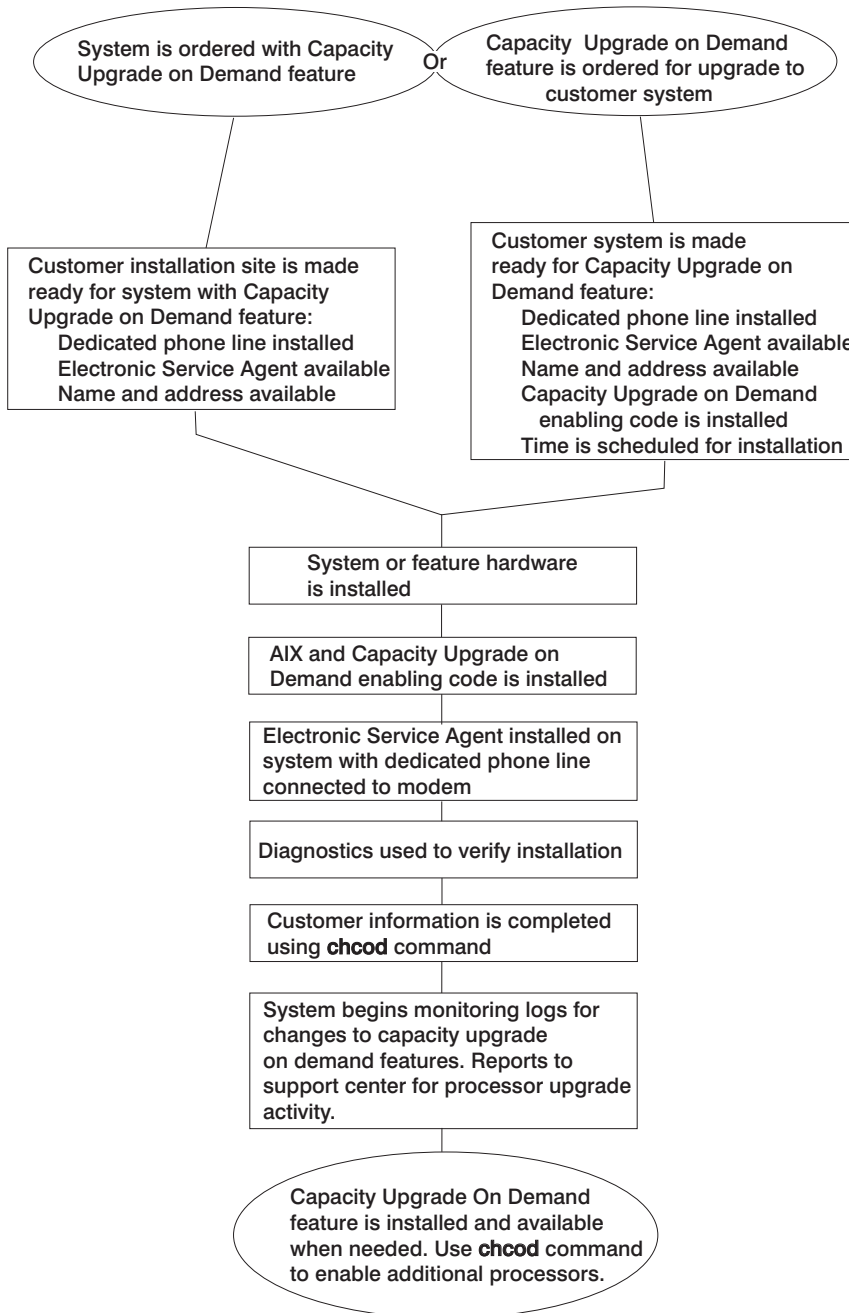 System is ordered with Capacity
Upgrade on Demand feature
Or
Capacity Upgrade on Demand
feature is ordered for upgrade to
customer system
Customer installation site is made
ready for system with Capacity
Upgrade on Demand feature:
Dedicated phone line installed
Electronic Service Agent available
Name and address available
Customer system is made
ready for Capacity Upgrade on
Demand feature:
Dedicated phone line installed
Electronic Service Agent available
Name and address available
Capacity Upgrade on Demand
enabling code is installed
Time is scheduled for installation
System or feature hardware
is installed
AIX and Capacity Upgrade on
Demand enabling code is installed
Electronic Service Agent installed on
system with dedicated phone line
connected to modem
Diagnostics used to verify installation
Customer information is completed
using chcod command
System begins monitoring logs for
changes to capacity upgrade
on demand features. Reports to
support center for processor upgrade
activity.
Capacity Upgrade On Demand
feature is installed and available
when needed. Use chcod command
to enable additional processors.